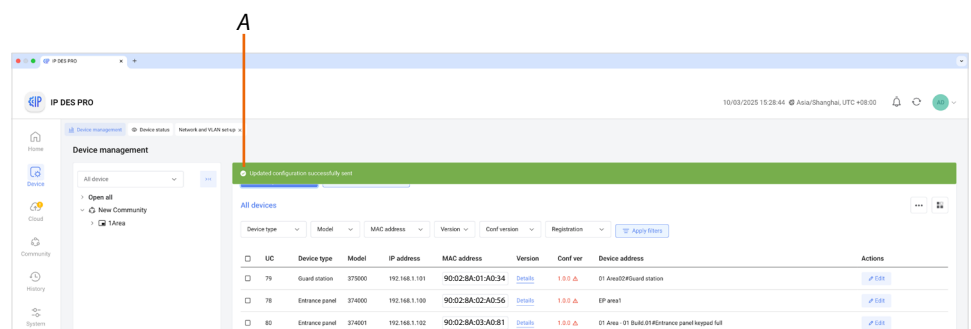 A
IP DES PRO
IP DES PRO
10/03/2025 15:28:44 Asia/Shanghai, UTC +08:00
AD
Device management Device status Network and VLAN set-up
Home
Device management
Updated configuration successfully sent
Device
All device
Open all
All devices
Cloud
New Community
1Area
Device type Model MAC address Version Conf version Registration Apply filters
Community
UC Device type Model IP address MAC address Version Conf ver Device address Actions
History
79 Guard station 375000 192.168.1.101 90:02:8A:01:A0:34 Details 1.0.0 01 Area02#Guard station Edit
78 Entrance panel 374000 192.168.1.100 90:02:8A:02:A0:56 Details 1.0.0 EP area1 Edit
System
80 Entrance panel 374001 192.168.1.102 90:02:8A:03:A0:81 Details 1.0.0 01 Area - 01 Build.01#Entrance panel keypad full Edit